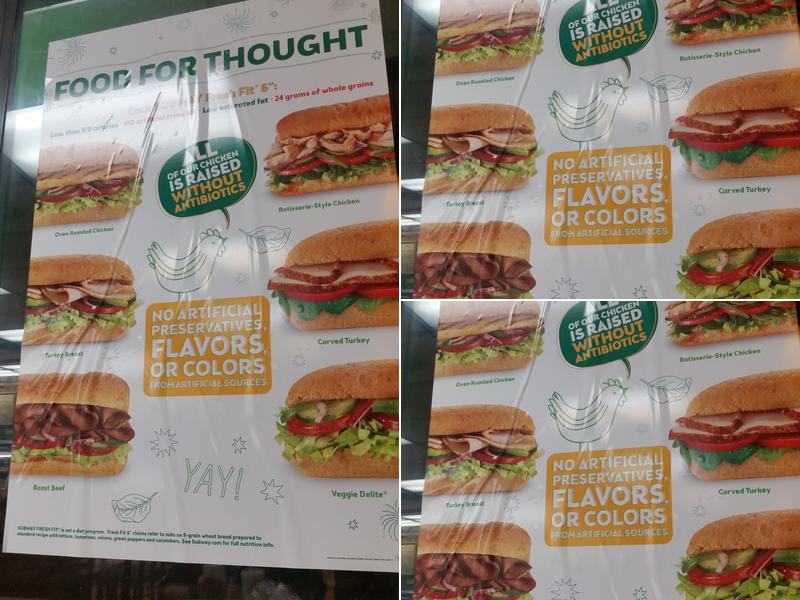 FOOD FOR THOUGHT
Fresh Fit® 6":
Less than 570 calories · NO artificial · Low saturated fat · 24 grams of whole grains
ALL
OF OUR CHICKEN
IS RAISED
WITHOUT
ANTIBIOTICS
Oven Roasted Chicken
Rotisserie-Style Chicken
Turkey Breast
Carved Turkey
NO ARTIFICIAL
PRESERVATIVES,
FLAVORS,
OR COLORS
FROM ARTIFICIAL SOURCES
Roast Beef
YAY!
Veggie Delite®
SUBWAY FRESH FIT® is not a diet program. Fresh Fit 6" claims refer to subs on 9-grain wheat bread prepared to
standard recipe with lettuce, tomatoes, onions, green peppers and cucumbers. See Subway.com for full nutrition info.
ALL
OF OUR CHICKEN
IS RAISED
WITHOUT
ANTIBIOTICS
Oven Roasted Chicken
Rotisserie-Style Chicken
Turkey Breast
Carved Turkey
NO ARTIFICIAL
PRESERVATIVES,
FLAVORS,
OR COLORS
FROM ARTIFICIAL SOURCES
ALL
OF OUR CHICKEN
IS RAISED
WITHOUT
ANTIBIOTICS
Oven Roasted Chicken
Rotisserie-Style Chicken
Turkey Breast
Carved Turkey
NO ARTIFICIAL
PRESERVATIVES,
FLAVORS,
OR COLORS
FROM ARTIFICIAL SOURCES